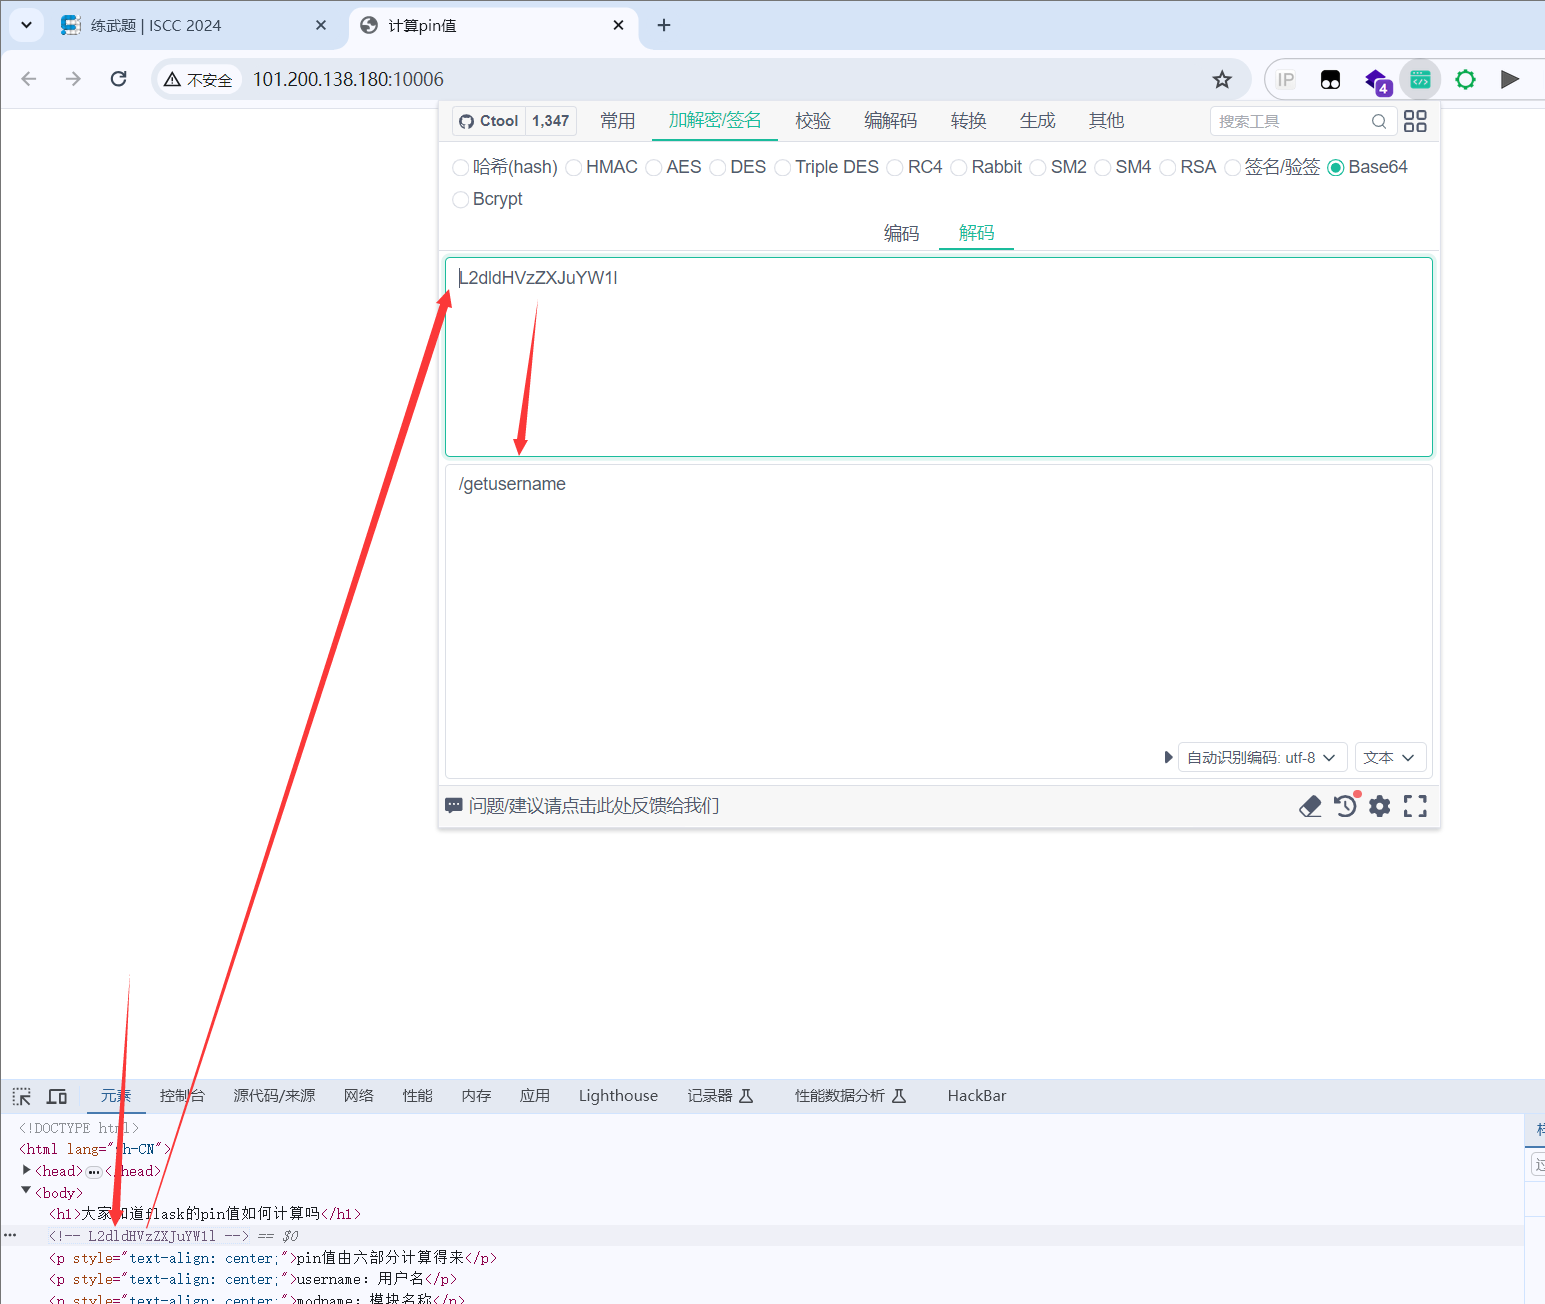 练武题 | ISCC 2024
计算pin值
不安全 101.200.138.180:10006
IP
4
Ctool 1,347 常用 加解密/签名 校验 编解码 转换 生成 其他 搜索工具
哈希(hash) HMAC AES DES Triple DES RC4 Rabbit SM2 SM4 RSA 签名/验签 Base64
Bcrypt
编码 解码
L2dldHVzZXJuYW1l
/getusername
自动识别编码: utf-8 文本
问题/建议请点击此处反馈给我们
元素 控制台 源代码/来源 网络 性能 内存 应用 Lighthouse 记录器 性能数据分析 HackBar
<!DOCTYPE html>
<html lang="zh-CN">
<head> ••• </head>
<body>
<h1>大家知道flask的pin值如何计算吗</h1>
<!-- L2dldHVzZXJuYW1l --> == $0
<p style="text-align: center;">pin值由六部分计算得来</p>
<p style="text-align: center;">username：用户名</p>
<p style="text-align: center;">modname：模块名称</p>